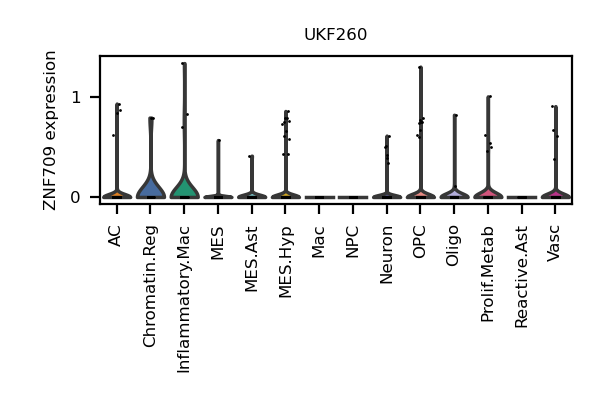 UKF260
ZNF709 expression
1
0
AC
Chromatin.Reg
Inflammatory.Mac
MES
MES.Ast
MES.Hyp
Mac
NPC
Neuron
OPC
Oligo
Prolif.Metab
Reactive.Ast
Vasc